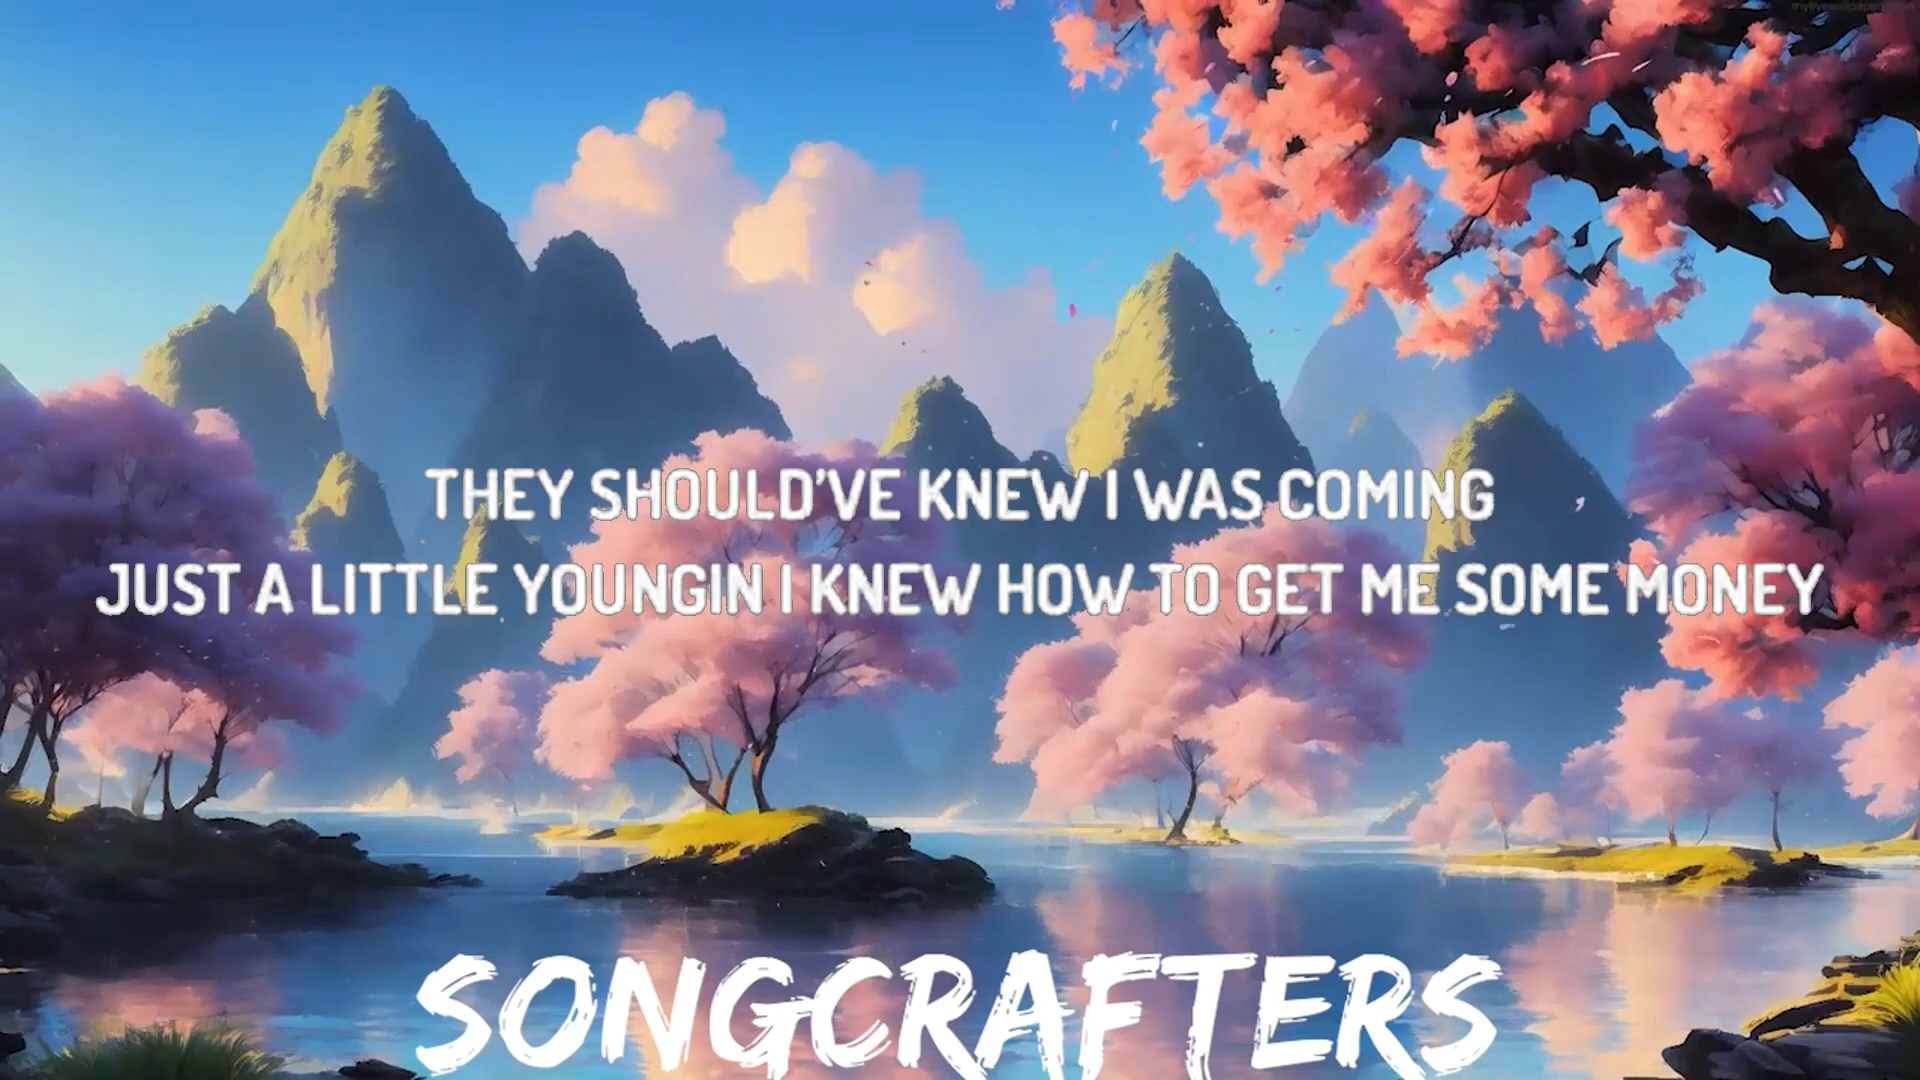 THEY SHOULD'VE KNEW I WAS COMING
JUST A LITTLE YOUNGIN I KNEW HOW TO GET ME SOME MONEY
SONGCRAFTERS